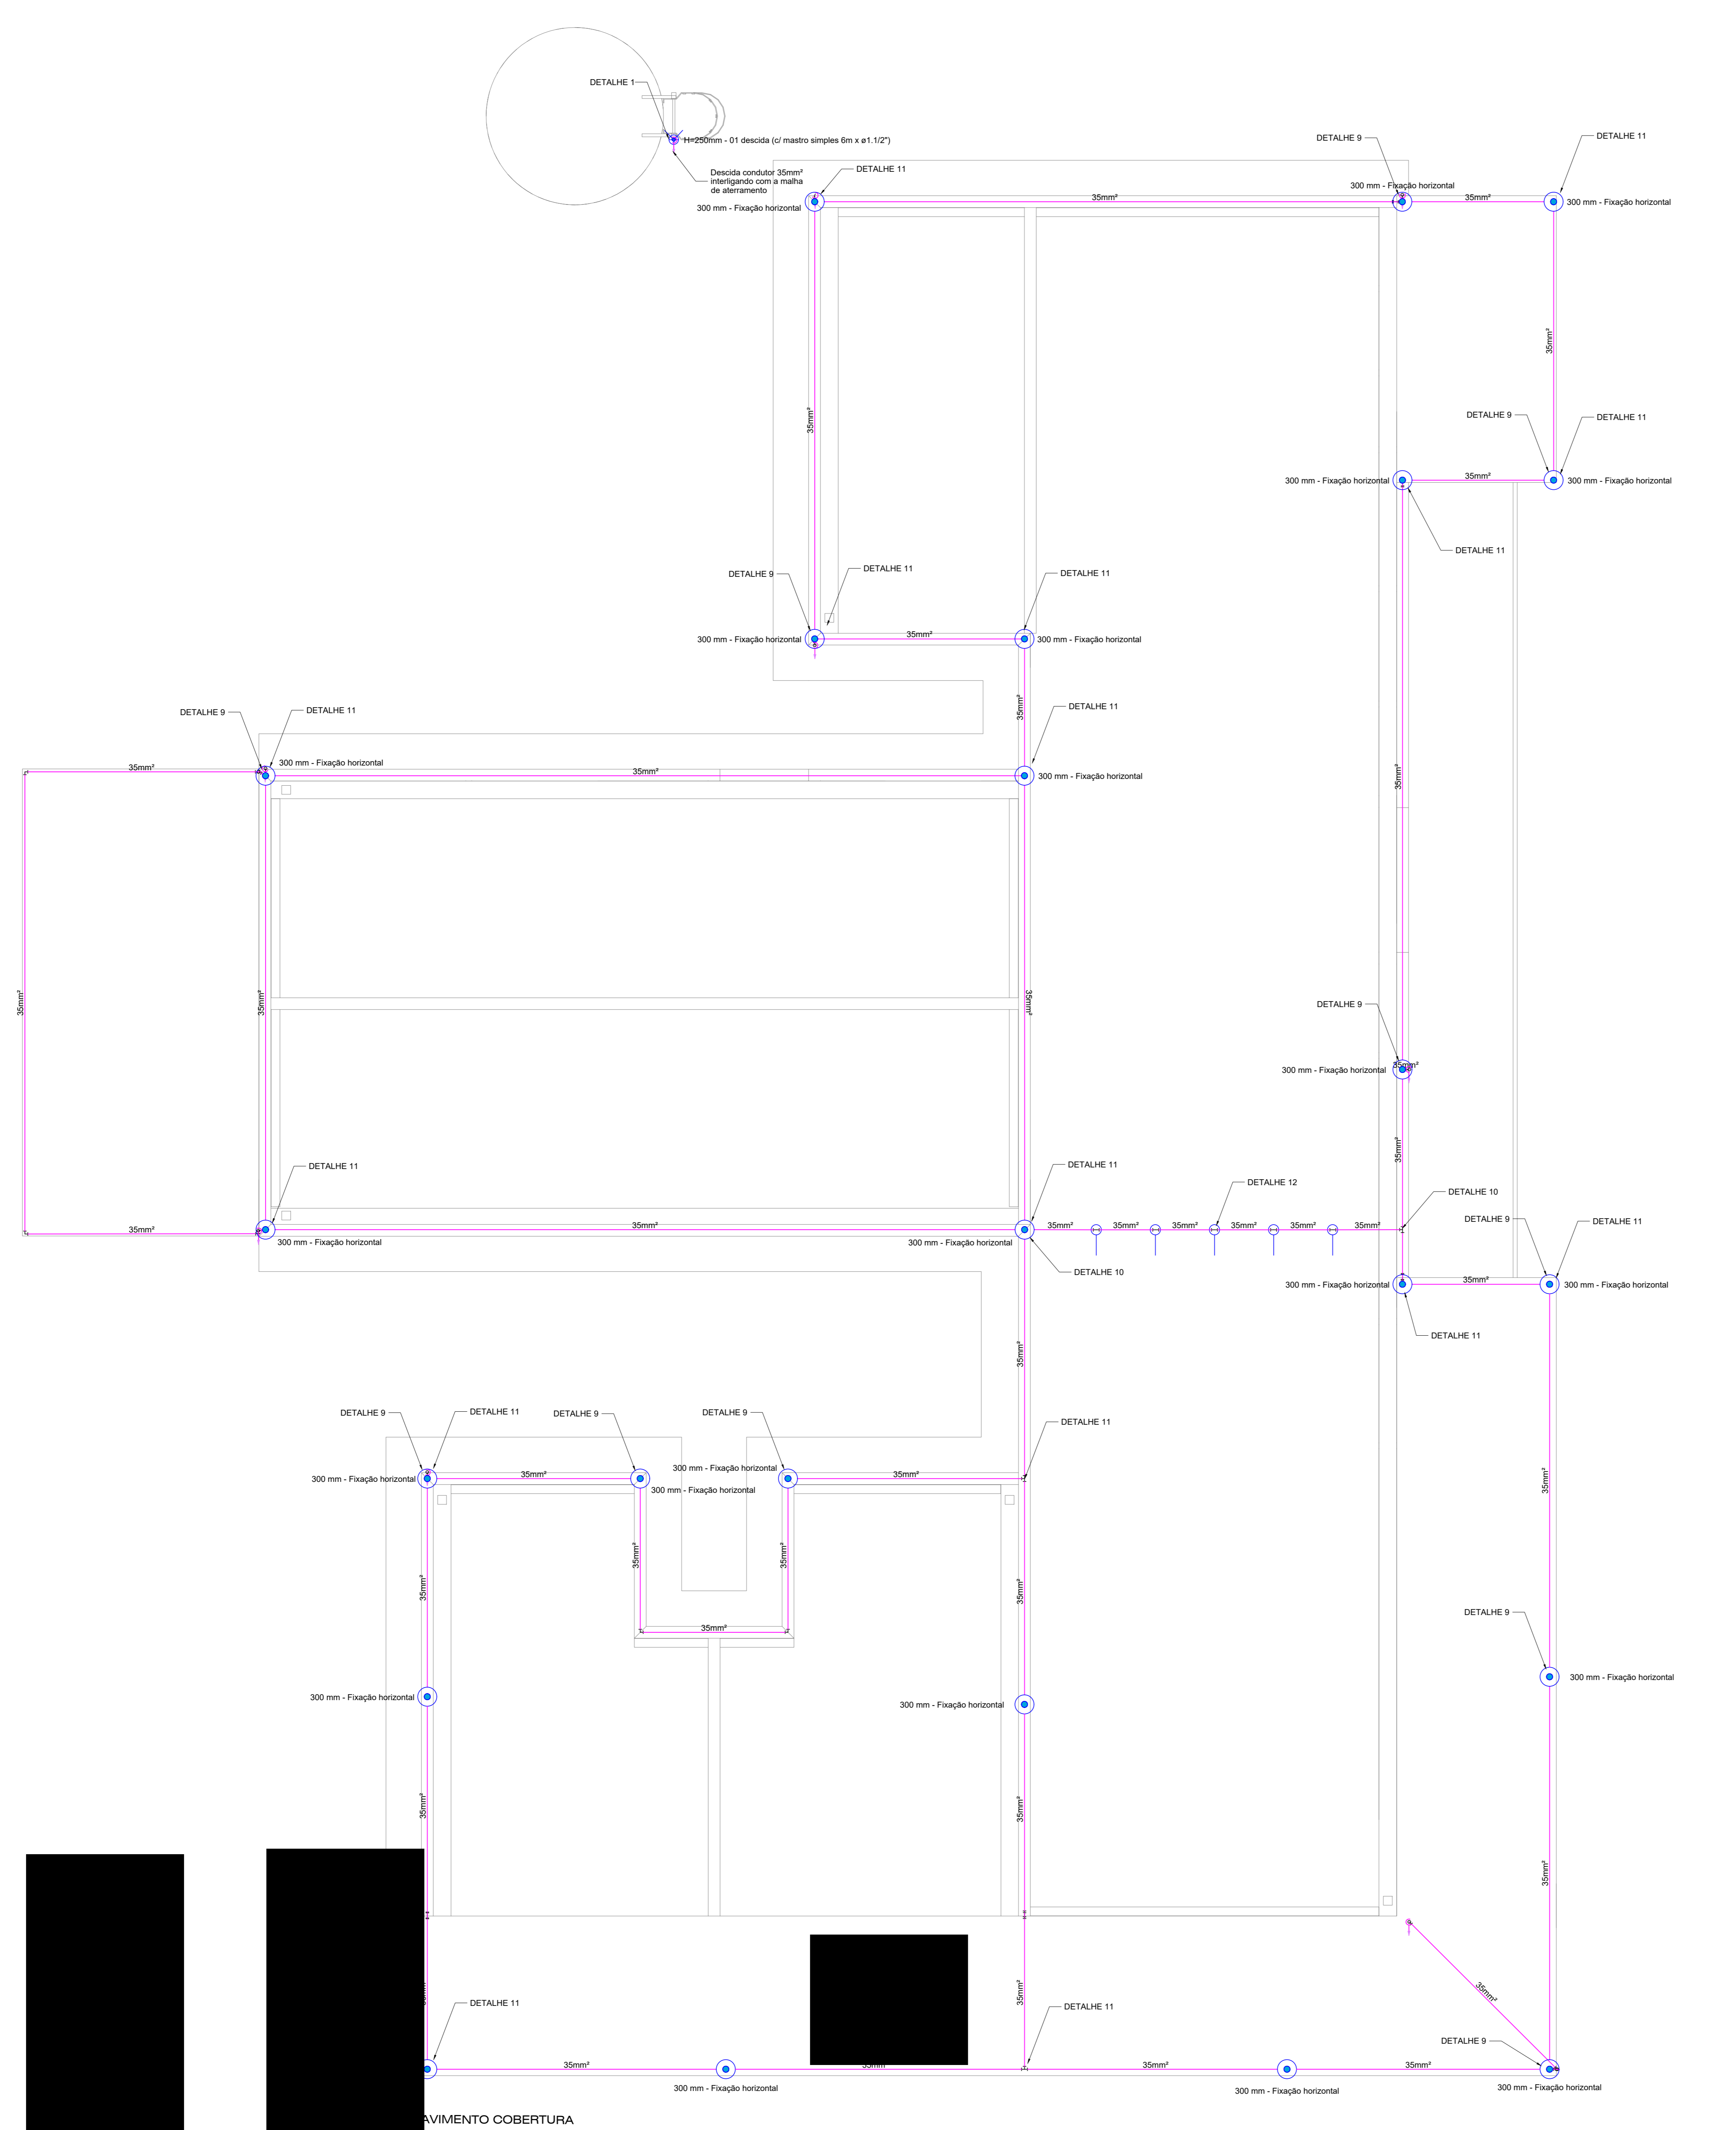 DETALHE 1
H=250mm - 01 descida (c/ mastro simples 6m x ø1.1/2")
Descida condutor 35mm²
interligando com a malha
de aterramento
DETALHE 11
DETALHE 9
DETALHE 11
300 mm - Fixação horizontal
300 mm - Fixação horizontal
35mm²
35mm²
300 mm - Fixação horizontal
35mm²
35mm²
DETALHE 9
DETALHE 11
300 mm - Fixação horizontal
35mm²
300 mm - Fixação horizontal
DETALHE 11
DETALHE 9
DETALHE 11
DETALHE 11
300 mm - Fixação horizontal
35mm²
300 mm - Fixação horizontal
35mm²
DETALHE 9
DETALHE 11
DETALHE 11
35mm²
300 mm - Fixação horizontal
35mm²
300 mm - Fixação horizontal
35mm²
35mm²
35mm²
35mm²
DETALHE 9
300 mm - Fixação horizontal
35mm²
35mm²
DETALHE 11
DETALHE 11
DETALHE 12
DETALHE 10
DETALHE 9
DETALHE 11
35mm²
35mm²
35mm²
35mm²
35mm²
35mm²
35mm²
35mm²
300 mm - Fixação horizontal
300 mm - Fixação horizontal
DETALHE 10
300 mm - Fixação horizontal
35mm²
300 mm - Fixação horizontal
DETALHE 11
35mm²
DETALHE 9
DETALHE 11
DETALHE 9
DETALHE 9
DETALHE 11
300 mm - Fixação horizontal
35mm²
300 mm - Fixação horizontal
300 mm - Fixação horizontal
35mm²
35mm²
35mm²
35mm²
35mm²
35mm²
35mm²
DETALHE 9
300 mm - Fixação horizontal
300 mm - Fixação horizontal
300 mm - Fixação horizontal
35mm²
35mm²
35mm²
35mm²
35mm²
DETALHE 11
DETALHE 11
DETALHE 9
35mm²
35mm²
35mm²
35mm²
300 mm - Fixação horizontal
300 mm - Fixação horizontal
300 mm - Fixação horizontal
AVIMENTO COBERTURA